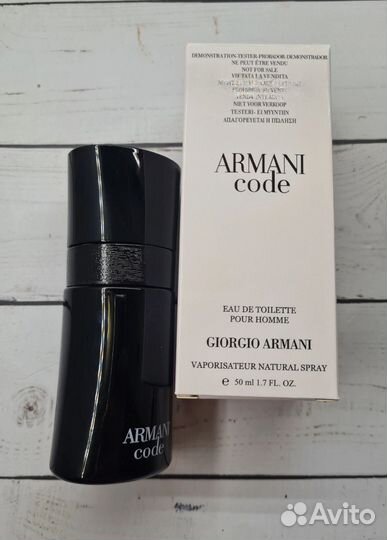 DEMONSTRATION-TESTER-PROBADOR-DEMONSTRADOR
NE PEUT ÊTRE VENDU
NOT FOR SALE
VIETATA LA VENDITA
NIET VOOR VERKOOP
TESTERI- EI MYYNTIIN
ΑΠΑΓΟΡΕΥΕΤΑΙ Η ΠΩΛΗΣΗ
ARMANI
code
EAU DE TOILETTE
POUR HOMME
GIORGIO ARMANI
VAPORISATEUR NATURAL SPRAY
e 50 ml 1.7 FL. OZ.
ARMANI
code
Avito